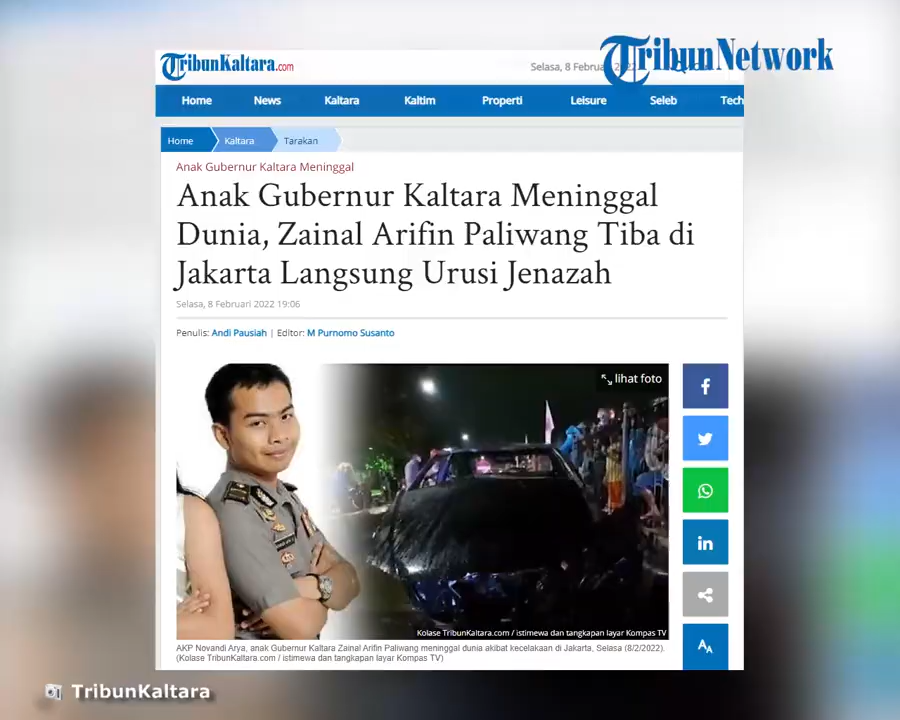 TribunNetwork
TribunKaltara.com
Selasa, 8 Februa
Home News Kaltara Kaltim Properti Leisure Seleb Tech
Home Kaltara Tarakan
Anak Gubernur Kaltara Meninggal
Anak Gubernur Kaltara Meninggal
Dunia, Zainal Arifin Paliwang Tiba di
Jakarta Langsung Urusi Jenazah
Selasa, 8 Februari 2022 19:06
Penulis: Andi Pausiah | Editor: M Purnomo Susanto
lihat foto
Kolase TribunKaltara.com / istimewa dan tangkapan layar Kompas TV
AKP Novandi Arya, anak Gubernur Kaltara Zainal Arifin Paliwang meninggal dunia akibat kecelakaan di Jakarta, Selasa (8/2/2022).
(Kolase TribunKaltara.com / istimewa dan tangkapan layar Kompas TV)
AA
TribunKaltara